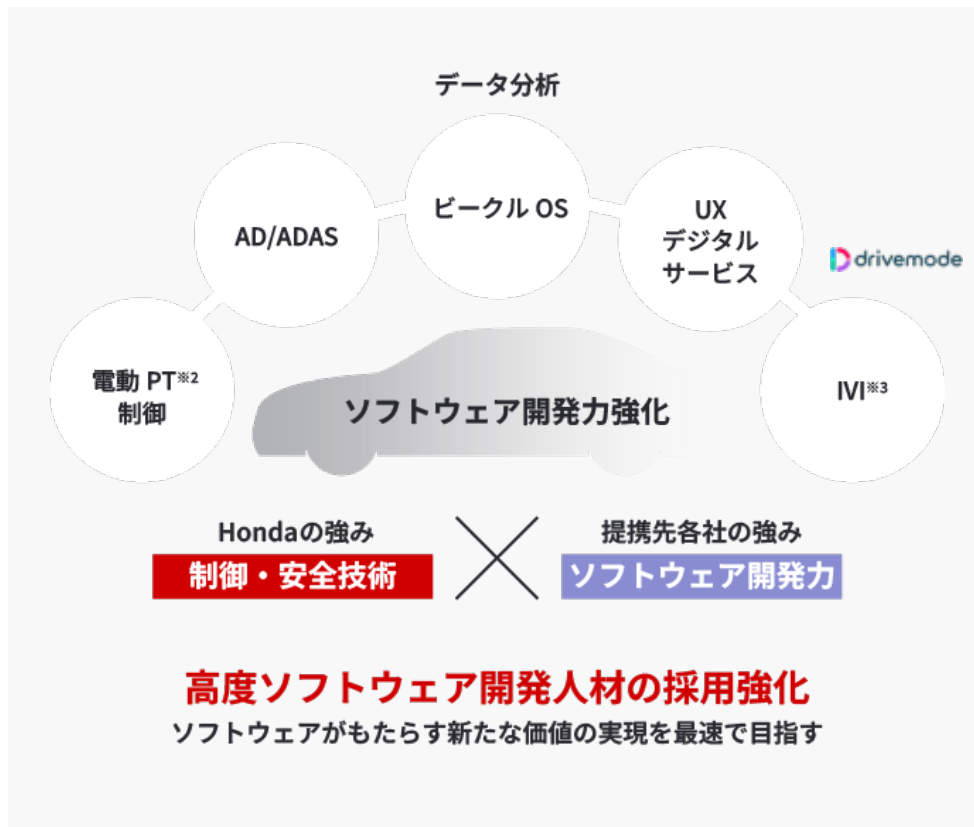 データ分析
ビークル OS
AD/ADAS
UX
デジタル
サービス
drivemode
電動 PT※2
制御
IVI※3
ソフトウェア開発力強化
Hondaの強み
提携先各社の強み
制御・安全技術
ソフトウェア開発力
高度ソフトウェア開発人材の採用強化
ソフトウェアがもたらす新たな価値の実現を最速で目指す